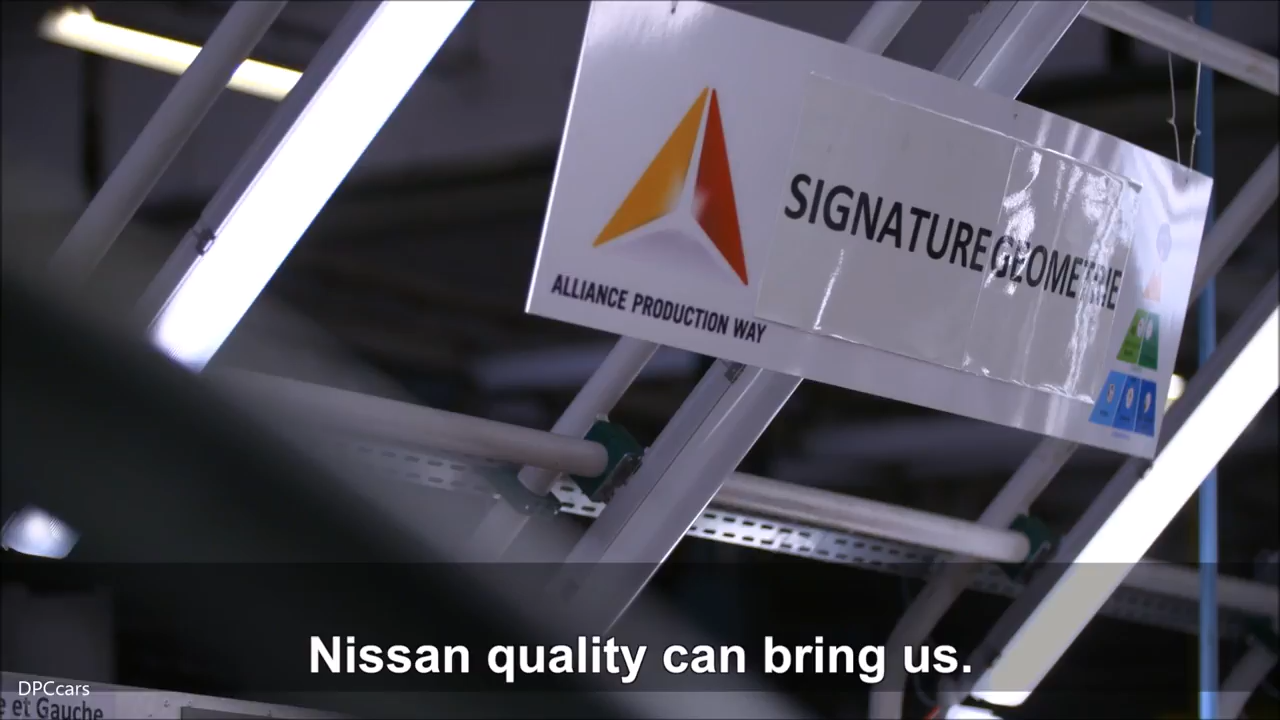 SIGNATURE GEOMETRIE
ALLIANCE PRODUCTION WAY
Nissan quality can bring us.
DPCcars
e et Gauche